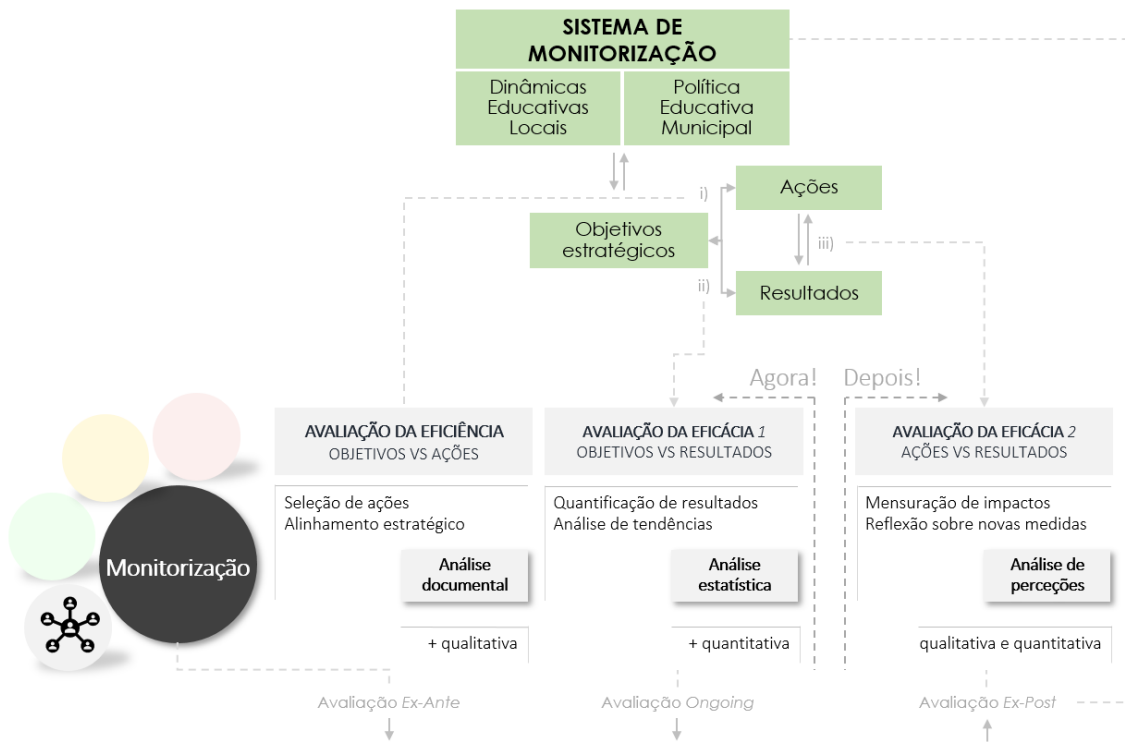 SISTEMA DE
MONITORIZAÇÃO
Dinâmicas
Educativas
Locais
Política
Educativa
Municipal
i)
Ações
Objetivos
estratégicos
iii)
ii)
Resultados
Agora!
Depois!
AVALIAÇÃO DA EFICIÊNCIA
OBJETIVOS VS AÇÕES
Seleção de ações
Alinhamento estratégico
Análise
documental
+ qualitativa
AVALIAÇÃO DA EFICÁCIA 1
OBJETIVOS VS RESULTADOS
Quantificação de resultados
Análise de tendências
Análise
estatística
+ quantitativa
AVALIAÇÃO DA EFICÁCIA 2
AÇÕES VS RESULTADOS
Mensuração de impactos
Reflexão sobre novas medidas
Análise de
perceções
qualitativa e quantitativa
Monitorização
Avaliação Ex-Ante
Avaliação Ongoing
Avaliação Ex-Post